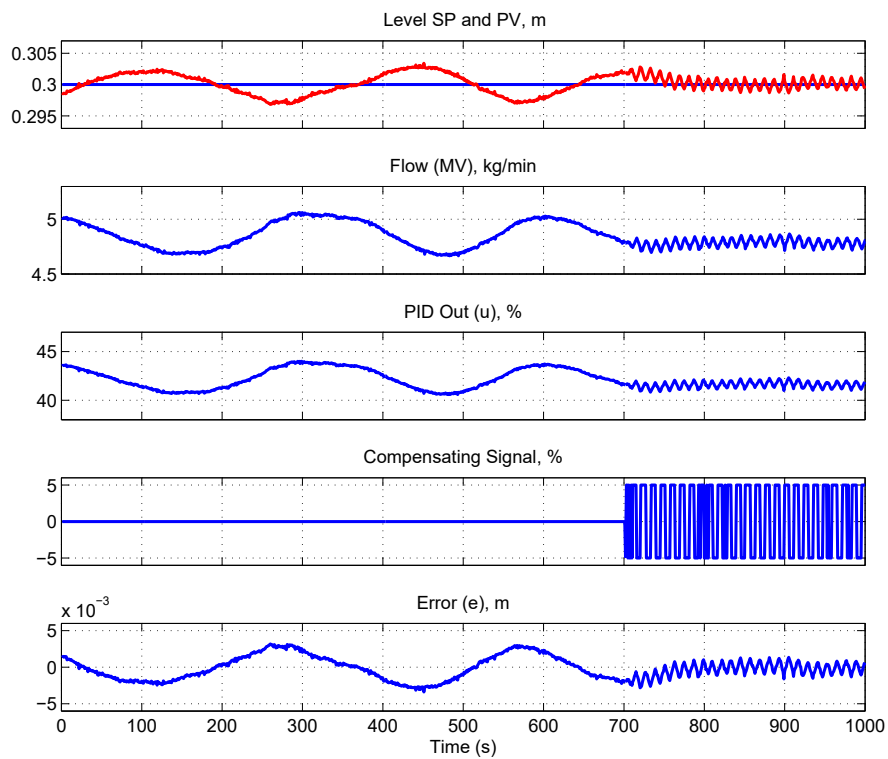 Level SP and PV, m
0.305
0.3
0.295
Flow (MV), kg/min
5
4.5
PID Out (u), %
45
40
Compensating Signal, %
5
0
−5
x 10−3
Error (e), m
5
0
−5
0 100 200 300 400 500 600 700 800 900 1000
Time (s)